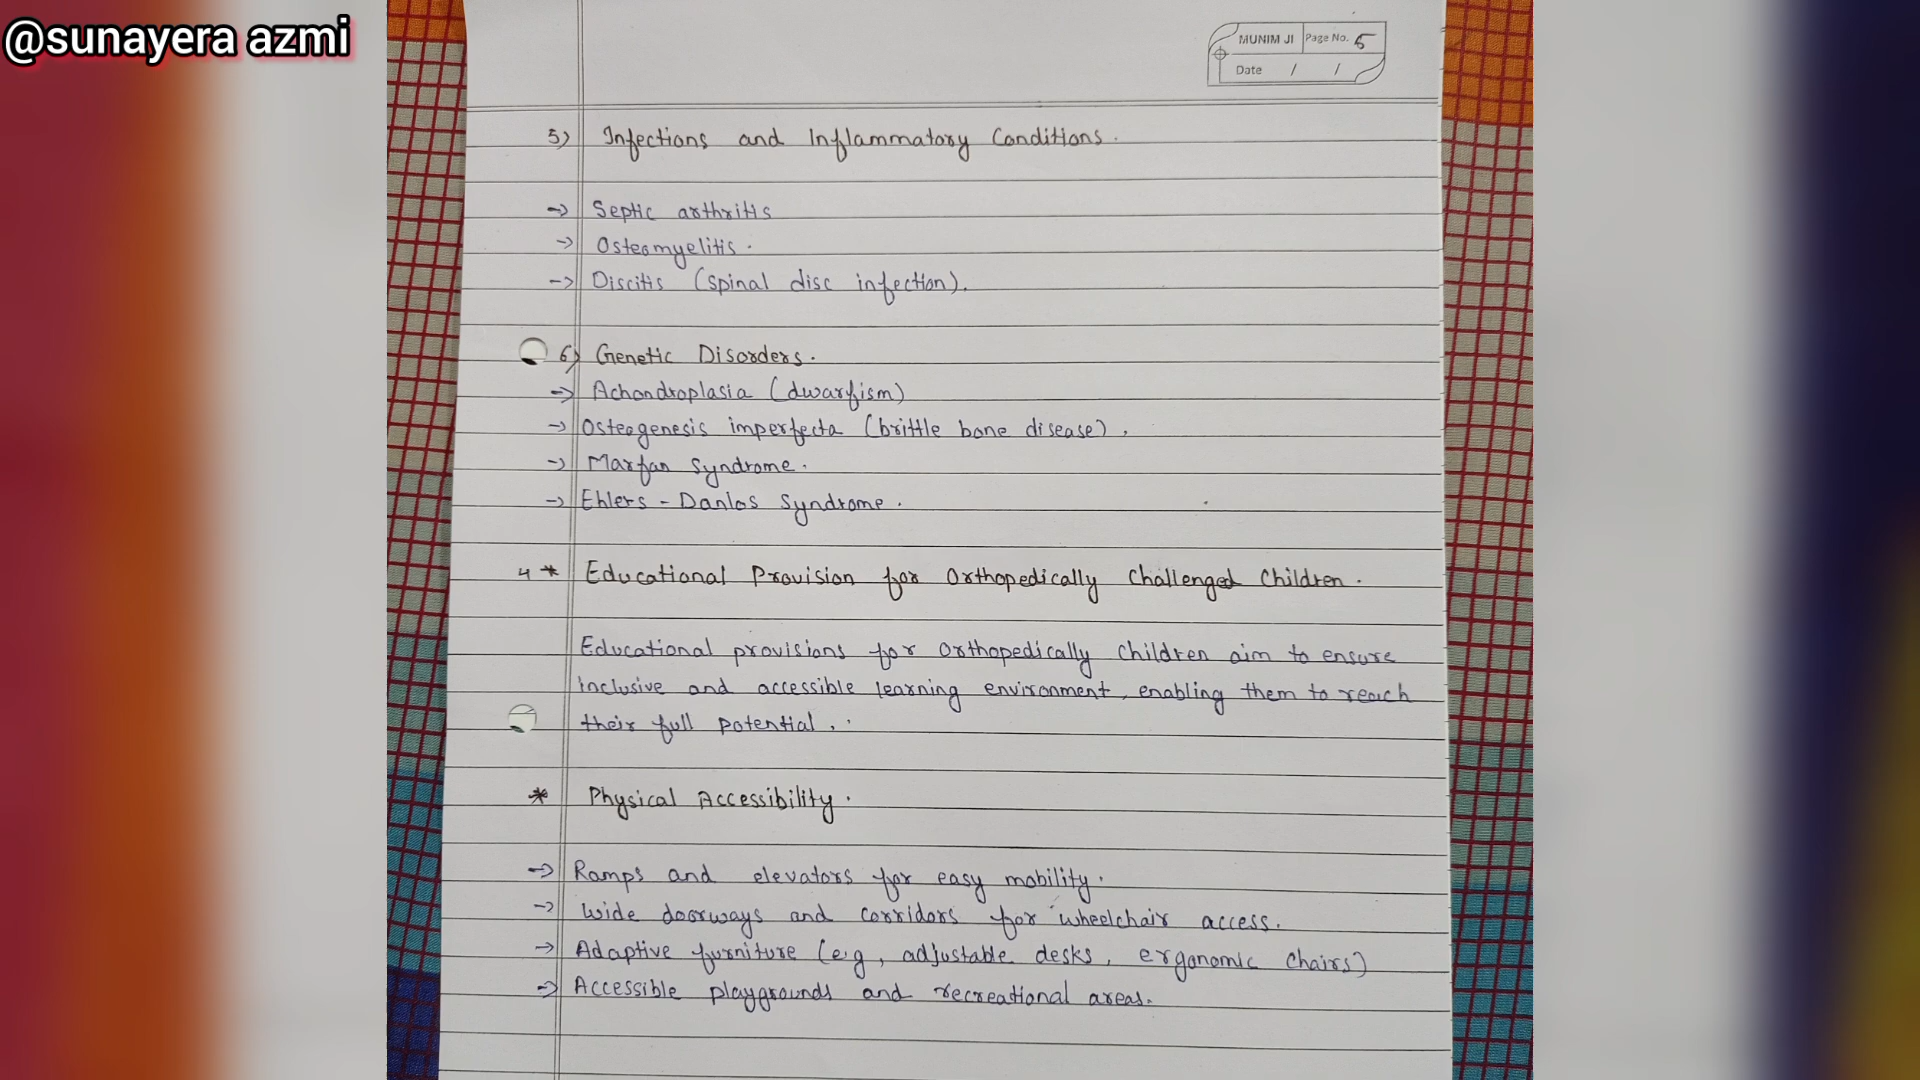 @sunayera azmi
MUNIM JI Page No. 5
Date / /
5) Infections and Inflammatory Conditions.
-> Septic arthritis
-> Osteomyelitis.
-> Discitis (spinal disc infection).
6) Genetic Disorders.
-> Achondroplasia (dwarfism)
-> Osteogenesis imperfecta (brittle bone disease).
-> Marfan Syndrome.
-> Ehlers - Danlos Syndrome.
4 * Educational Provision for Orthopedically Challenged Children.
Educational provisions for Orthopedically Children aim to ensure
inclusive and accessible learning environment, enabling them to reach
their full potential..
* Physical Accessibility.
-> Ramps and elevators for easy mobility.
-> Wide doorways and corridors for wheelchair access.
-> Adaptive furniture (e.g, adjustable desks, ergonomic Chairs)
-> Accessible playgrounds and recreational areas.